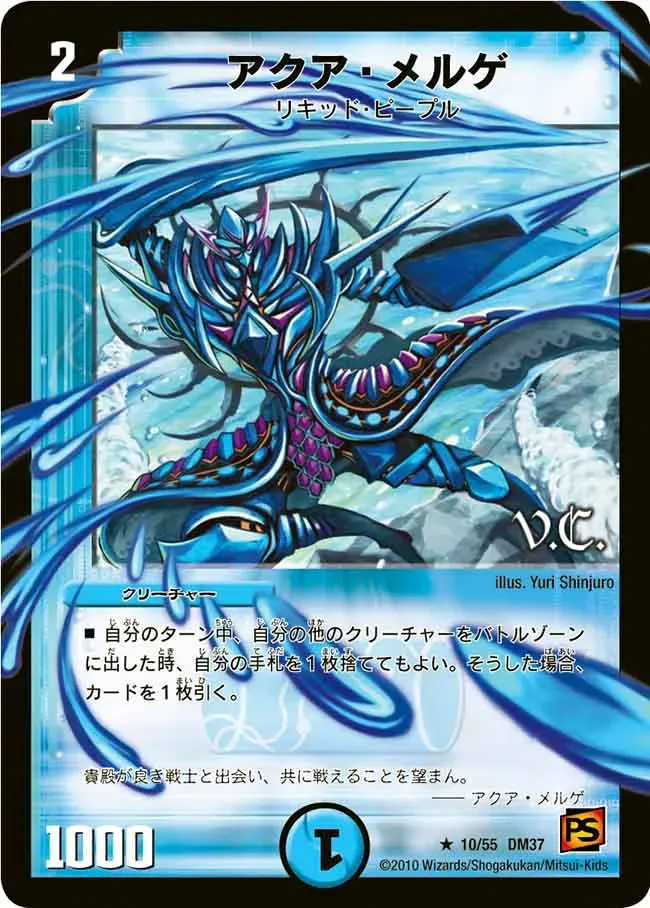 2
アクア・メルゲ
リキッド・ピープル
V.C.
illus. Yuri Shinjuro
クリーチャー
■ 自分のターン中、自分の他のクリーチャーをバトルゾーン
に出した時、自分の手札を1枚捨ててもよい。そうした場合、
カードを1枚引く。
貴殿が良き戦士と出会い、共に戦えることを望まん。
—— アクア・メルゲ
1000
1
★ 10/55 DM37
PS
©2010 Wizards/Shogakukan/Mitsui-Kids